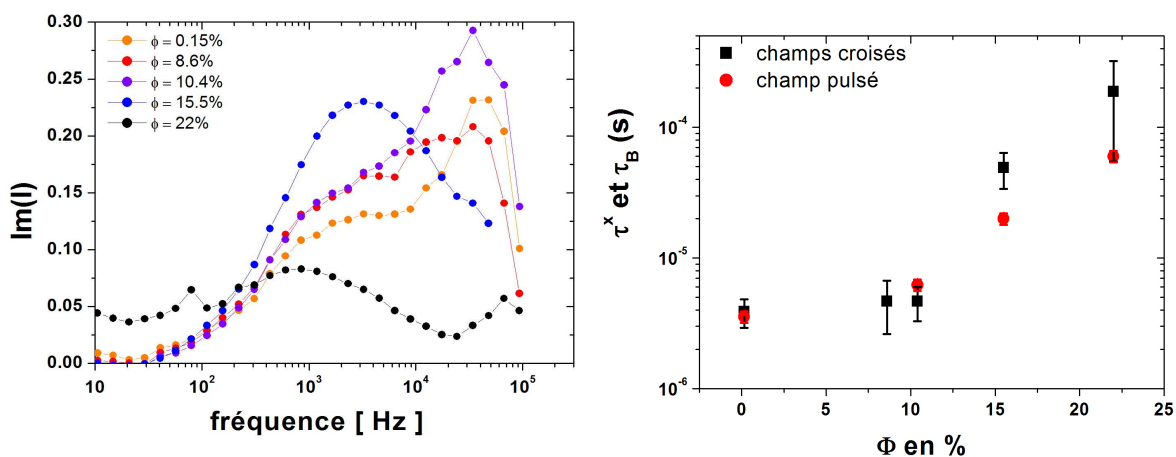 0.30
0.25
0.20
0.15
0.10
0.05
0.00
Im(I)
ϕ = 0.15%
ϕ = 8.6%
ϕ = 10.4%
ϕ = 15.5%
ϕ = 22%
10 10² 10³ 10⁴ 10⁵
fréquence [ Hz ]
champs croisés
champ pulsé
10⁻⁴
10⁻⁵
10⁻⁶
τˣ et τ_B (s)
0 5 10 15 20 25
Φ en %